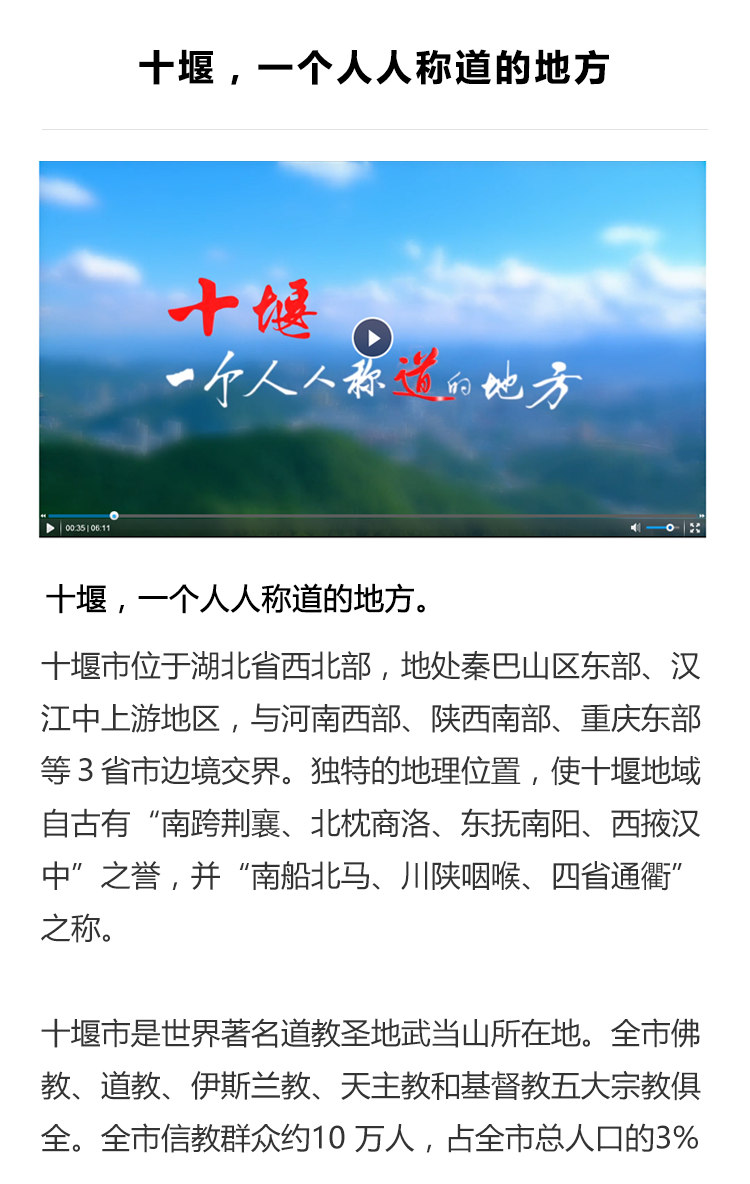 十堰，一个人人称道的地方
十堰
一个人人称道的地方
00:35 | 06:11
十堰，一个人人称道的地方。
十堰市位于湖北省西北部，地处秦巴山区东部、汉
江中上游地区，与河南西部、陕西南部、重庆东部
等 3 省市边境交界。独特的地理位置，使十堰地域
自古有“南跨荆襄、北枕商洛、东抚南阳、西掖汉
中”之誉，并“南船北马、川陕咽喉、四省通衢”
之称。
十堰市是世界著名道教圣地武当山所在地。全市佛
教、道教、伊斯兰教、天主教和基督教五大宗教俱
全。全市信教群众约10 万人，占全市总人口的3%